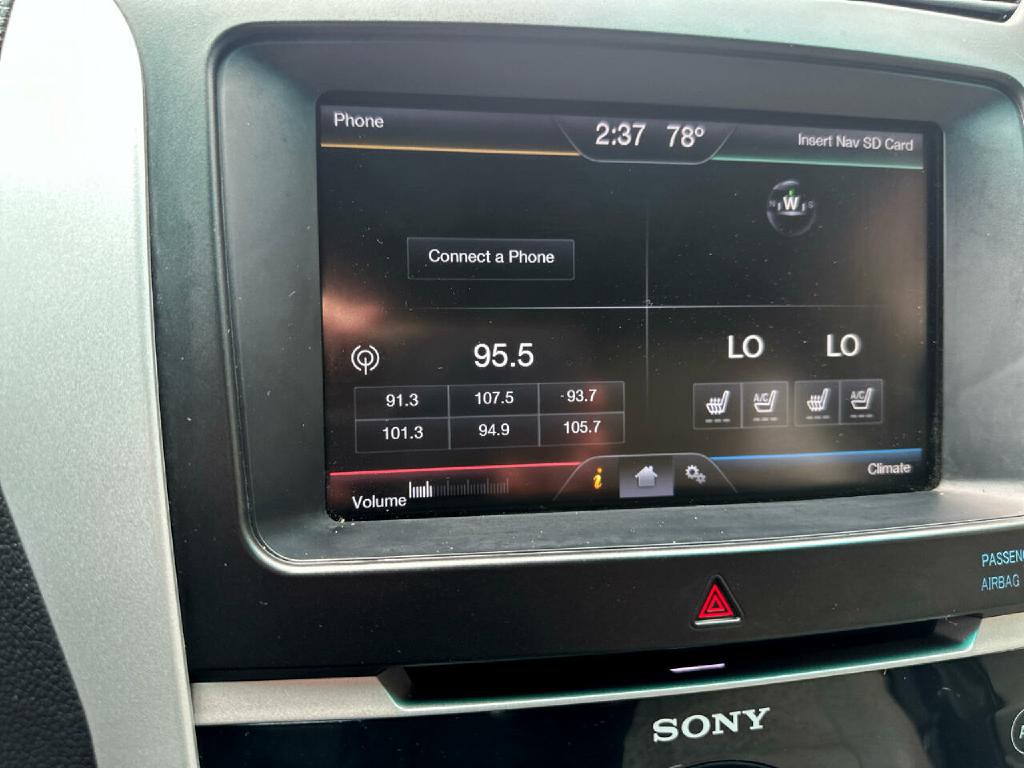 Phone
2:37 78°
Insert Nav SD Card
N W S
Connect a Phone
95.5
LO LO
91.3 107.5 93.7
A/C A/C
101.3 94.9 105.7
i
Climate
Volume
PASSEN
AIRBAG
SONY